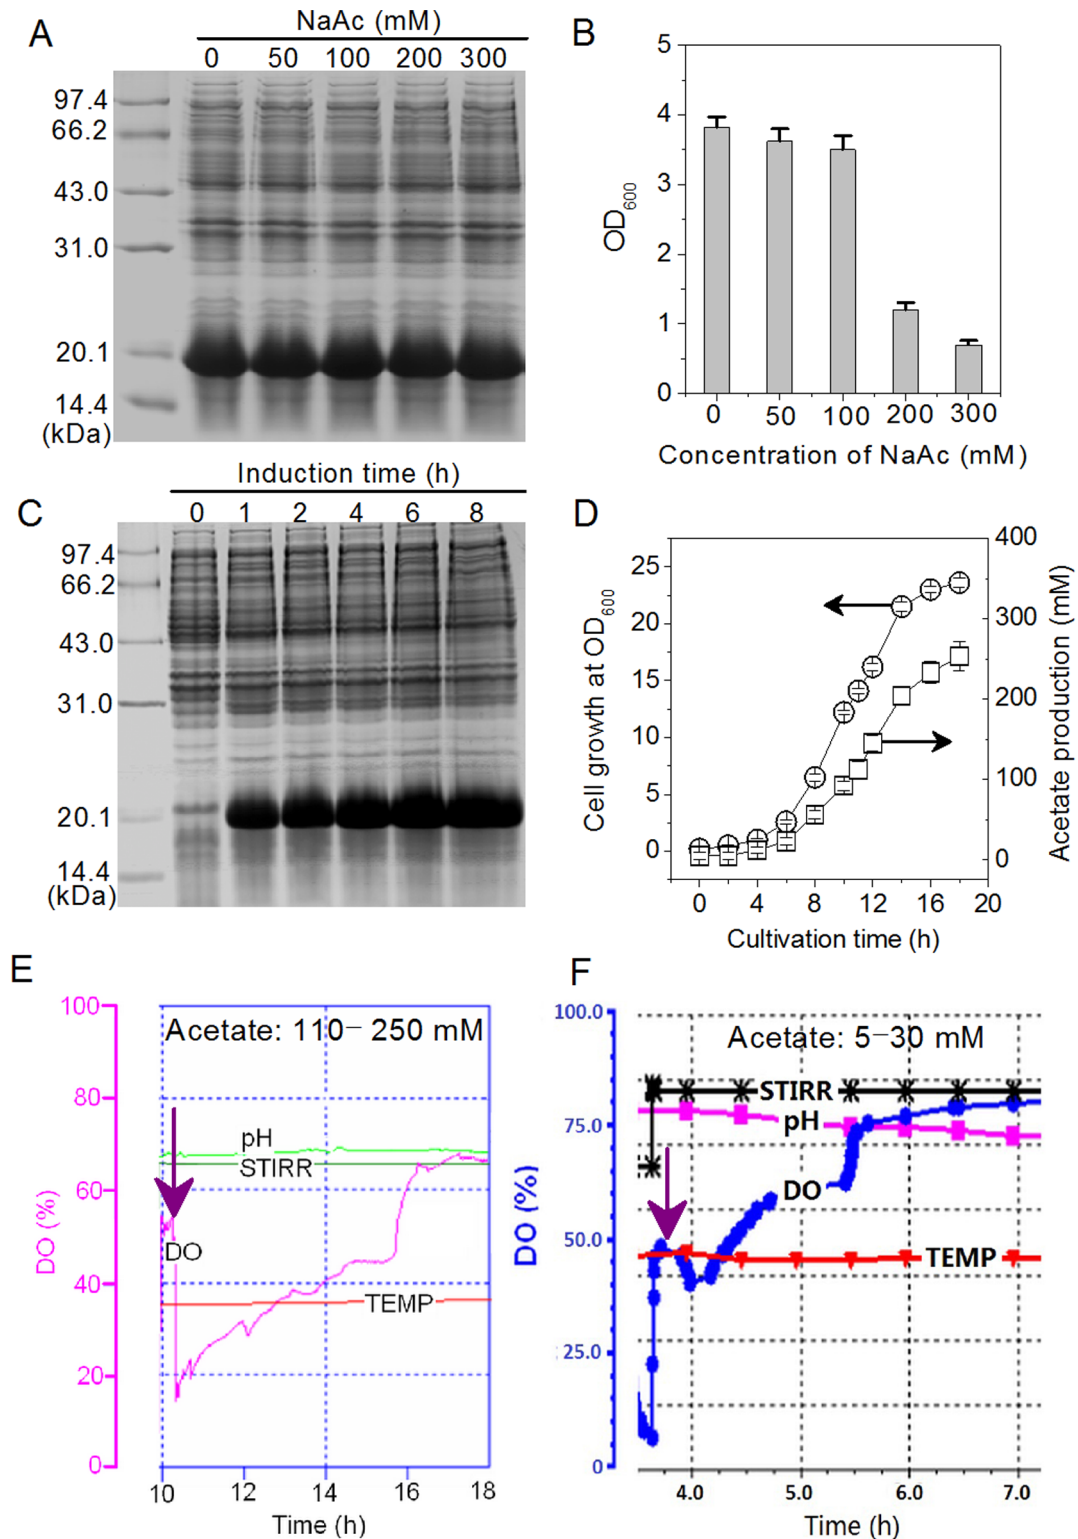 A
NaAc (mM)
0 50 100 200 300
97.4
66.2
43.0
31.0
20.1
14.4
(kDa)
B
5
4
3
2
1
0
OD600
0 50 100 200 300
Concentration of NaAc (mM)
C
Induction time (h)
0 1 2 4 6 8
97.4
66.2
43.0
31.0
20.1
14.4
(kDa)
D
25
20
15
10
5
0
Cell growth at OD600
400
300
200
100
0
Acetate production (mM)
0 4 8 12 16 20
Cultivation time (h)
E
100
80
60
40
20
0
DO (%)
Acetate: 110– 250 mM
pH
STIRR
DO
TEMP
10 12 14 16 18
Time (h)
F
100.0
75.0
50.0
25.0
0.0
DO (%)
Acetate: 5–30 mM
STIRR
pH
DO
TEMP
4.0 5.0 6.0 7.0
Time (h)